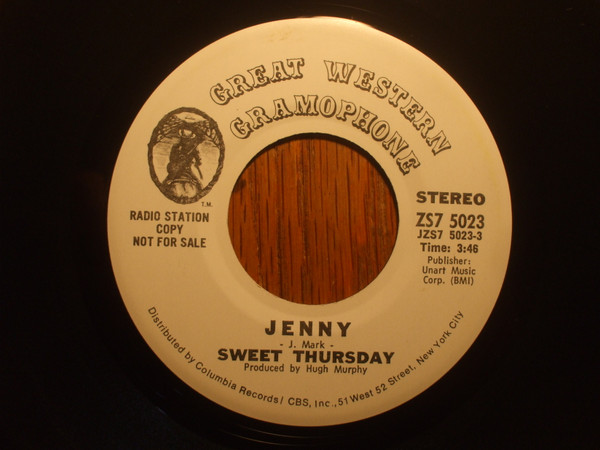 GREAT WESTERN
GRAMOPHONE
T.M.
RADIO STATION
COPY
NOT FOR SALE
STEREO
ZS7 5023
JZS7 5023-3
Time: 3:46
Publisher:
Unart Music
Corp. (BMI)
JENNY
- J. Mark -
SWEET THURSDAY
Produced by Hugh Murphy
Distributed by Columbia Records/ CBS, Inc., 51 West 52 Street, New York City